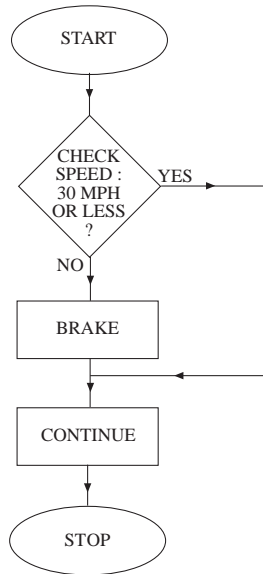 START
CHECK
SPEED :
30 MPH
OR LESS
?
YES
NO
BRAKE
CONTINUE
STOP